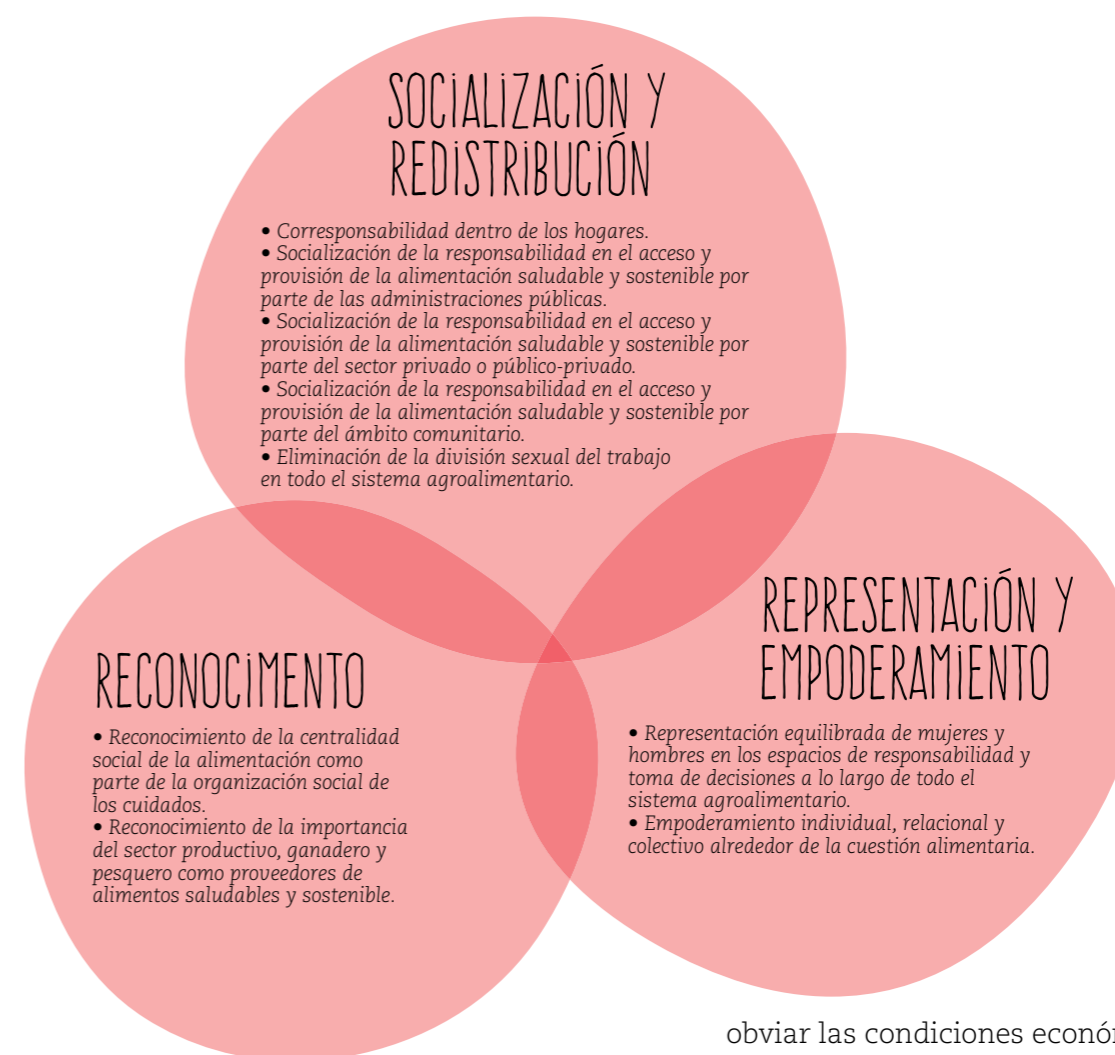 SOCIALIZACIÓN Y
REDISTRIBUCIÓN
• Corresponsabilidad dentro de los hogares.
• Socialización de la responsabilidad en el acceso y
provisión de la alimentación saludable y sostenible por
parte de las administraciones públicas.
• Socialización de la responsabilidad en el acceso y
provisión de la alimentación saludable y sostenible por
parte del sector privado o público-privado.
• Socialización de la responsabilidad en el acceso y
provisión de la alimentación saludable y sostenible por
parte del ámbito comunitario.
• Eliminación de la división sexual del trabajo
en todo el sistema agroalimentario.
RECONOCIMENTO
• Reconocimiento de la centralidad
social de la alimentación como
parte de la organización social de
los cuidados.
• Reconocimiento de la importancia
del sector productivo, ganadero y
pesquero como proveedores de
alimentos saludables y sostenible.
REPRESENTACIÓN Y
EMPODERAMIENTO
• Representación equilibrada de mujeres y
hombres en los espacios de responsabilidad y
toma de decisiones a lo largo de todo el
sistema agroalimentario.
• Empoderamiento individual, relacional y
colectivo alrededor de la cuestión alimentaria.
obviar las condiciones econó